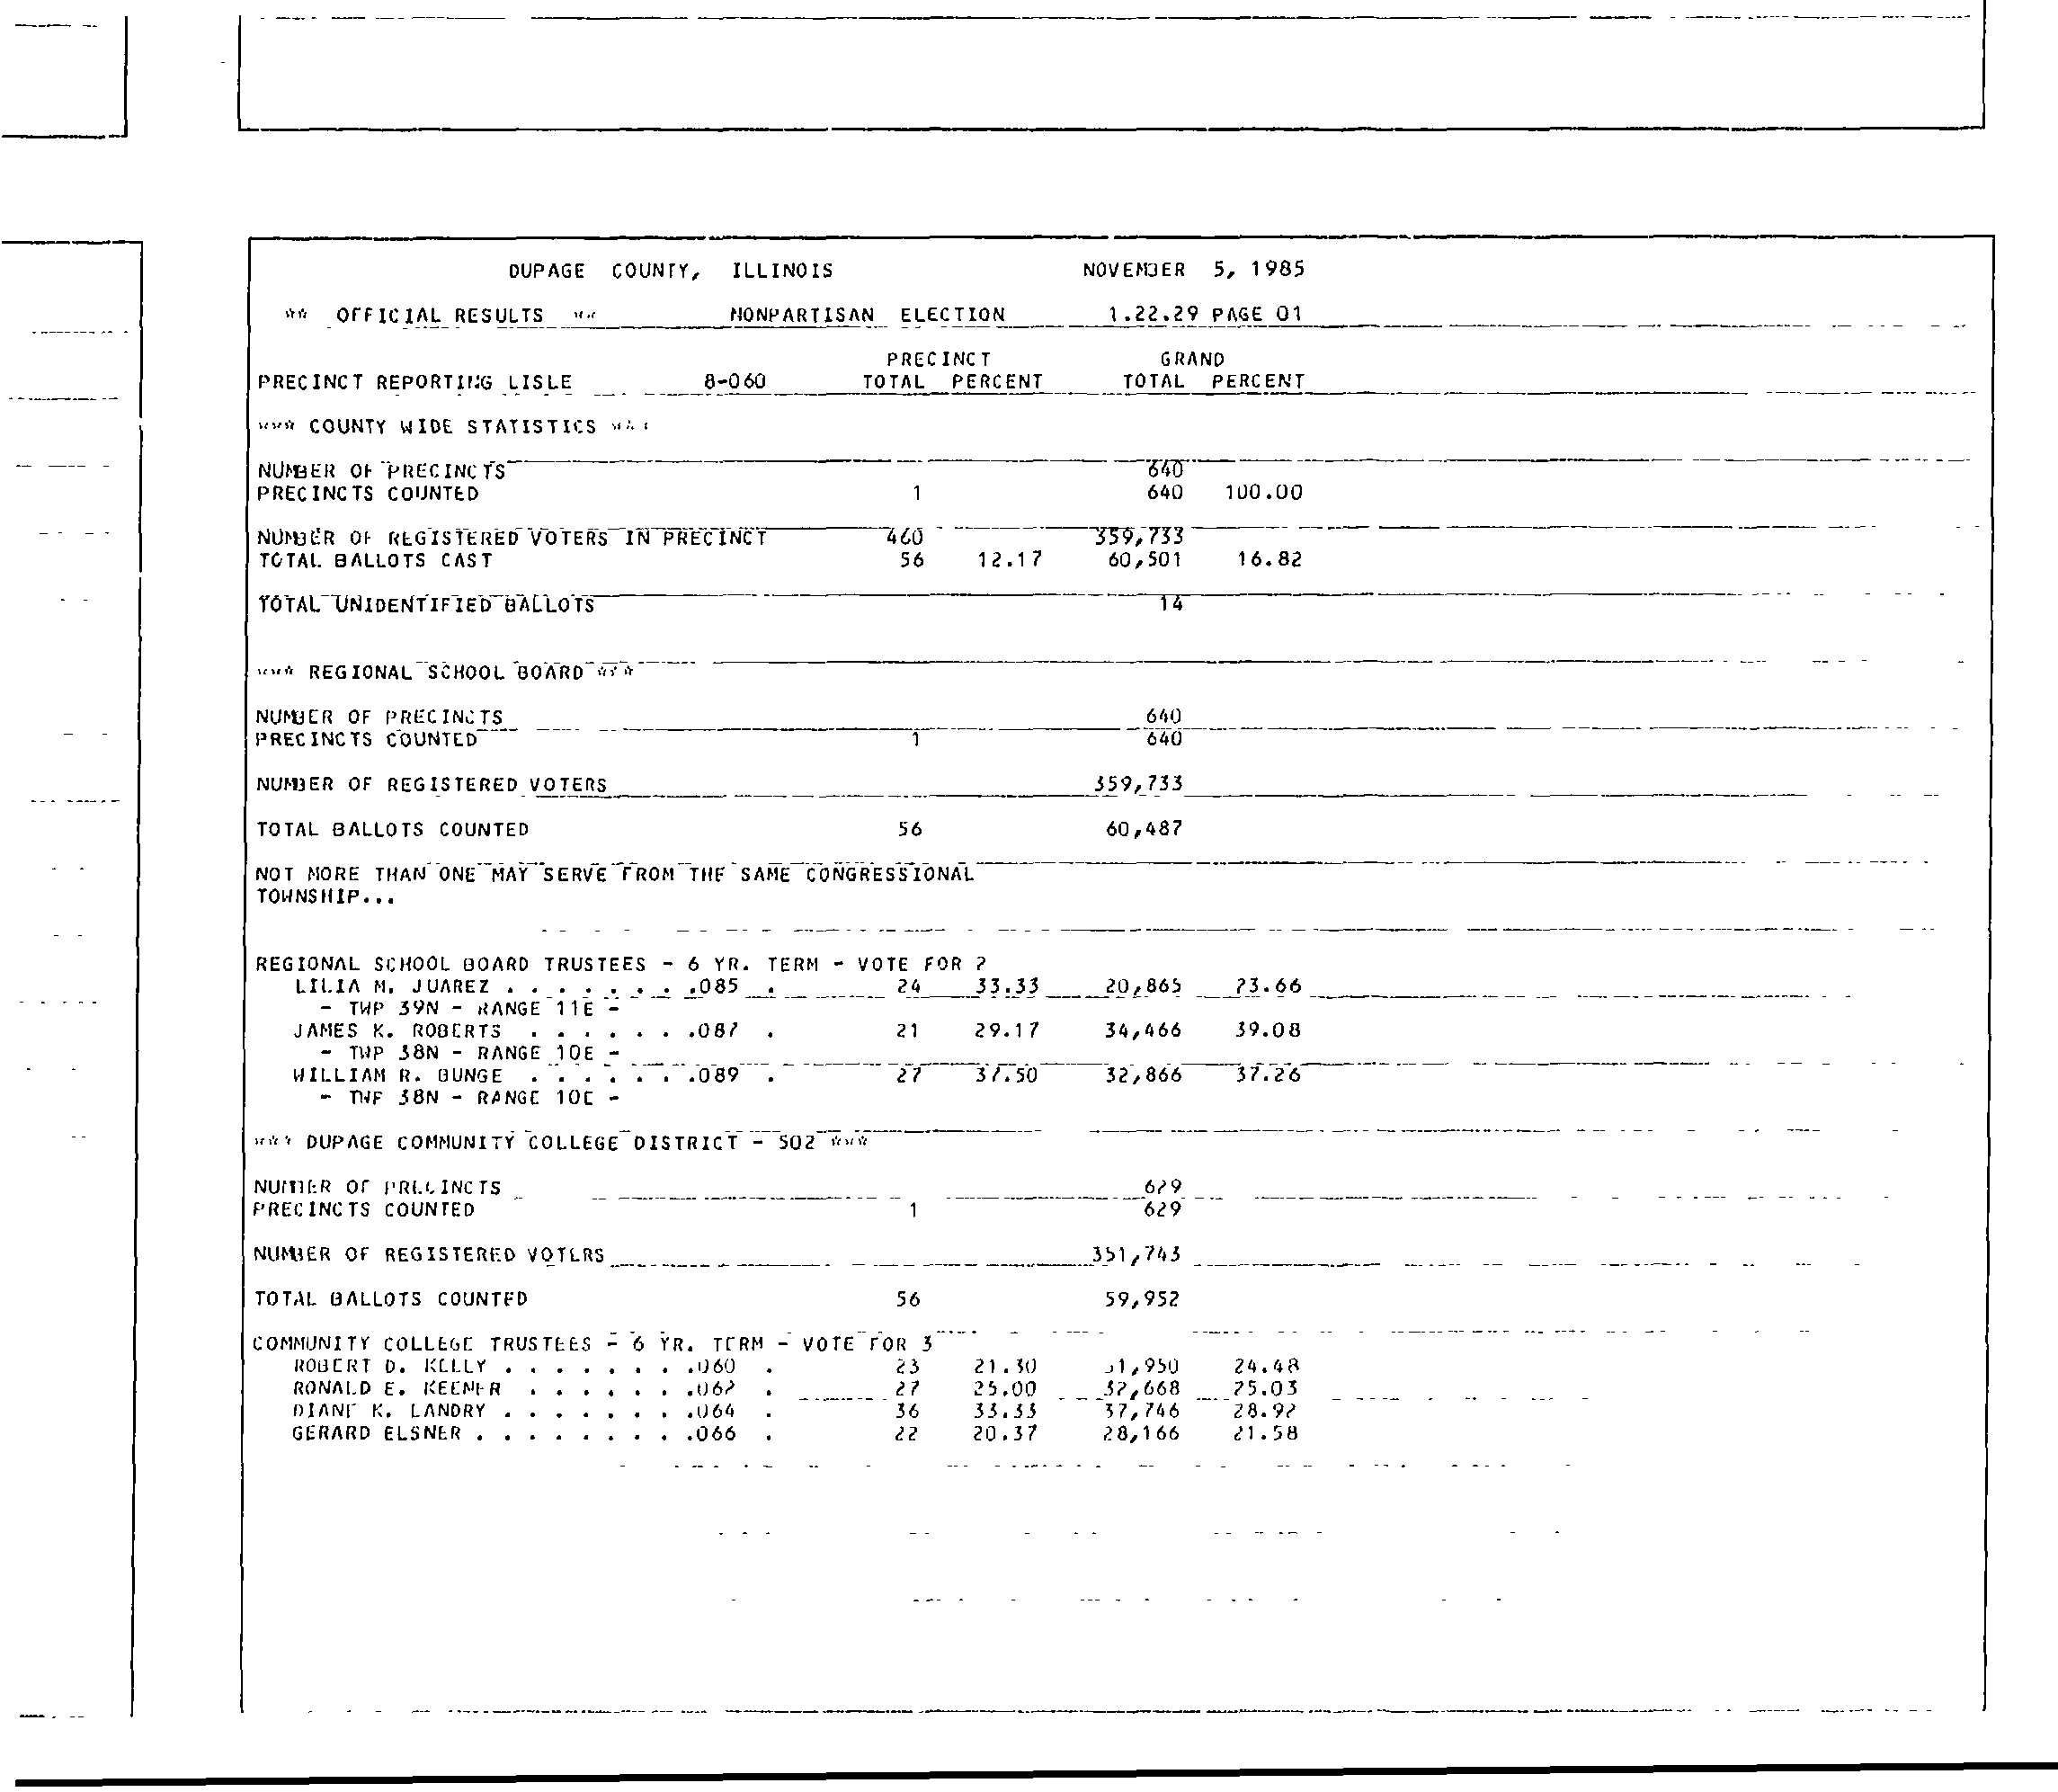 DUPAGE COUNTY, ILLINOIS NOVEMBER 5, 1985
** OFFICIAL RESULTS ** NONPARTISAN ELECTION 1.22.29 PAGE 01
PRECINCT GRAND
PRECINCT REPORTING LISLE 8-060 TOTAL PERCENT TOTAL PERCENT
*** COUNTY WIDE STATISTICS ***
NUMBER OF PRECINCTS 640
PRECINCTS COUNTED 1 640 100.00
NUMBER OF REGISTERED VOTERS IN PRECINCT 460 359,733
TOTAL BALLOTS CAST 56 12.17 60,501 16.82
TOTAL UNIDENTIFIED BALLOTS 14
*** REGIONAL SCHOOL BOARD ***
NUMBER OF PRECINCTS 640
PRECINCTS COUNTED 1 640
NUMBER OF REGISTERED VOTERS 359,733
TOTAL BALLOTS COUNTED 56 60,487
NOT MORE THAN ONE MAY SERVE FROM THE SAME CONGRESSIONAL
TOWNSHIP...
REGIONAL SCHOOL BOARD TRUSTEES - 6 YR. TERM - VOTE FOR 2
LILIA M. JUAREZ . . . . . . . .085 . 24 33.33 20,865 23.66
- TWP 39N - RANGE 11E -
JAMES K. ROBERTS . . . . . . .087 . 21 29.17 34,466 39.08
- TWP 38N - RANGE 10E -
WILLIAM R. BUNGE . . . . . . .089 . 27 37.50 32,866 37.26
- TWP 38N - RANGE 10E -
*** DUPAGE COMMUNITY COLLEGE DISTRICT - 502 ***
NUMBER OF PRECINCTS 629
PRECINCTS COUNTED 1 629
NUMBER OF REGISTERED VOTERS 351,743
TOTAL BALLOTS COUNTED 56 59,952
COMMUNITY COLLEGE TRUSTEES - 6 YR. TERM - VOTE FOR 3
ROBERT D. KELLY . . . . . . . .060 . 23 21.30 31,950 24.48
RONALD E. KEENER . . . . . . .062 . 27 25.00 32,668 25.03
DIANE K. LANDRY . . . . . . . .064 . 36 33.33 37,746 28.92
GERARD ELSNER . . . . . . . . .066 . 22 20.37 28,166 21.58